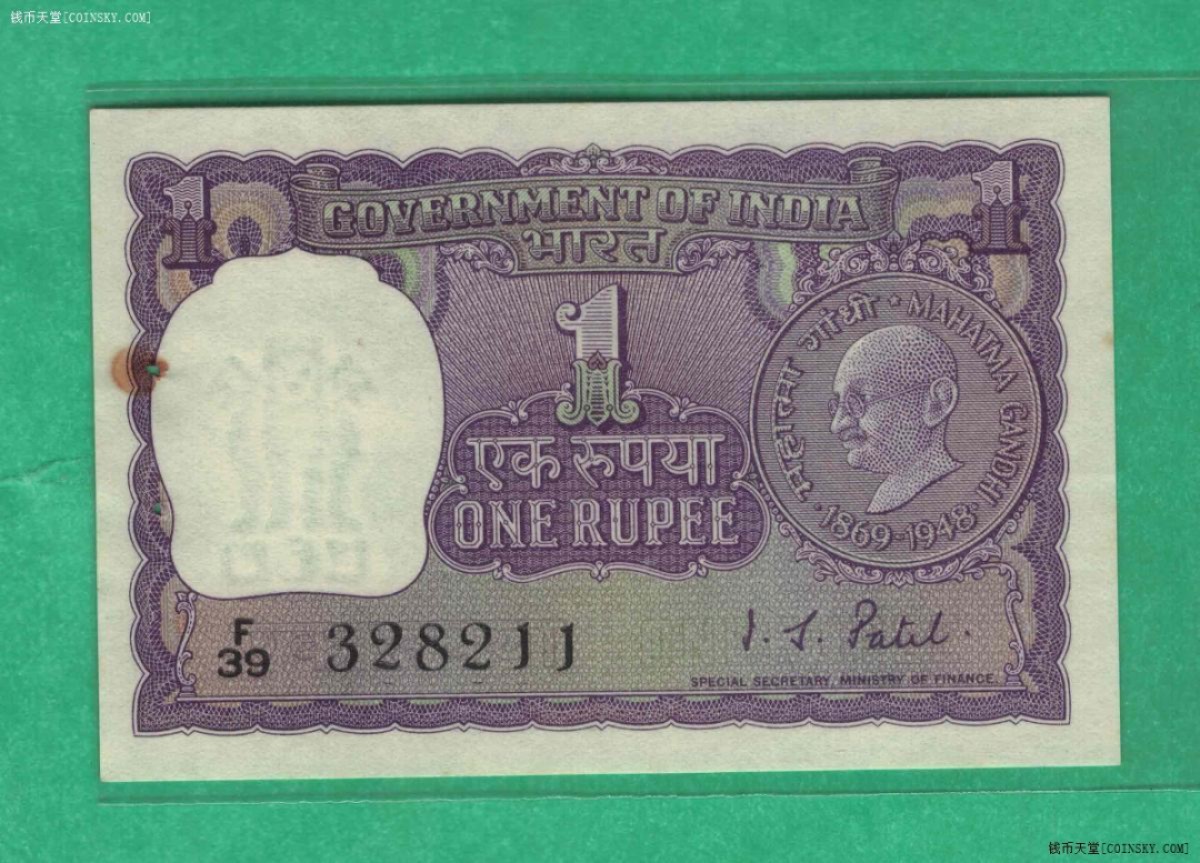 钱币天堂[COINSKY.COM]
1
GOVERNMENT OF INDIA
1
भारत
महात्मा गांधी * MAHATMA GANDHI
1
एक रुपया
ONE RUPEE
·1869-1948·
F
39
328211
I. G. Patel.
SPECIAL SECRETARY, MINISTRY OF FINANCE.
钱币天堂[COINSKY.COM]